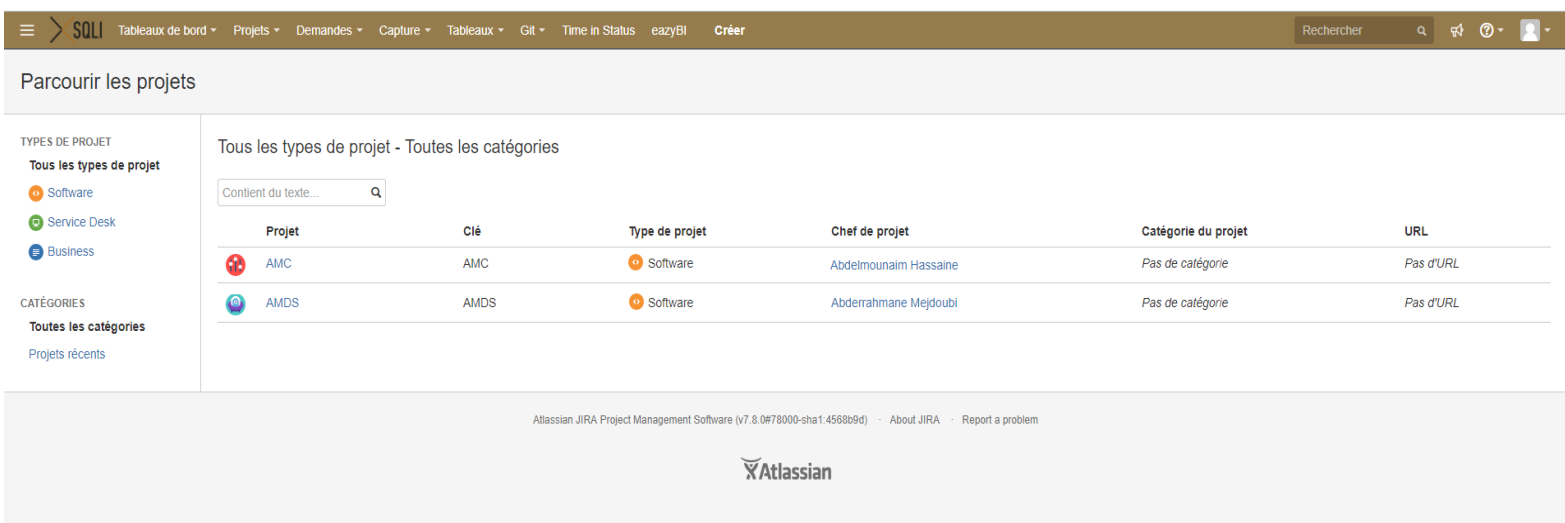 SQLI Tableaux de bord Projets Demandes Capture Tableaux Git Time in Status eazyBI Créer Rechercher
Parcourir les projets
TYPES DE PROJET
Tous les types de projet
Software
Service Desk
Business
CATÉGORIES
Toutes les catégories
Projets récents
Tous les types de projet - Toutes les catégories
Contient du texte...
Projet Clé Type de projet Chef de projet Catégorie du projet URL
AMC AMC Software Abdelmounaim Hassaine Pas de catégorie Pas d'URL
AMDS AMDS Software Abderrahmane Mejdoubi Pas de catégorie Pas d'URL
Atlassian JIRA Project Management Software (v7.8.0#78000-sha1:4568b9d) · About JIRA · Report a problem
Atlassian